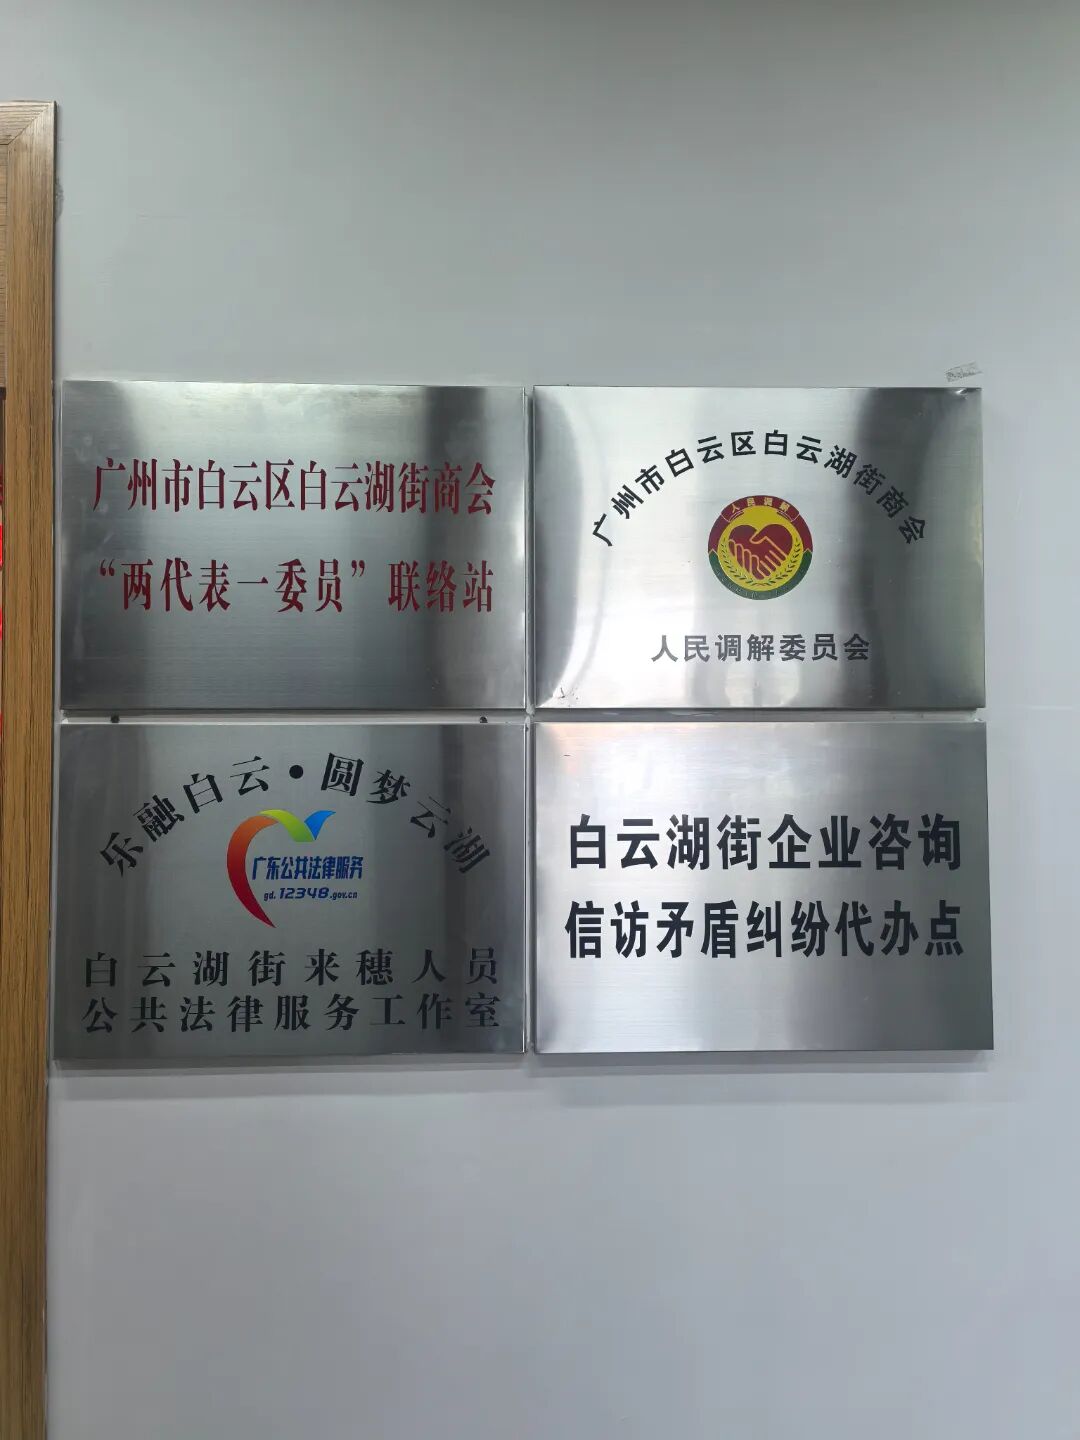 广州市白云区白云湖街商会
“两代表一委员”联络站
广州市白云区白云湖街商会
人民调解
人民调解委员会
乐融白云·圆梦云湖
广东公共法律服务
gd.12348.gov.cn
白云湖街来穗人员
公共法律服务工作室
白云湖街企业咨询
信访矛盾纠纷代办点